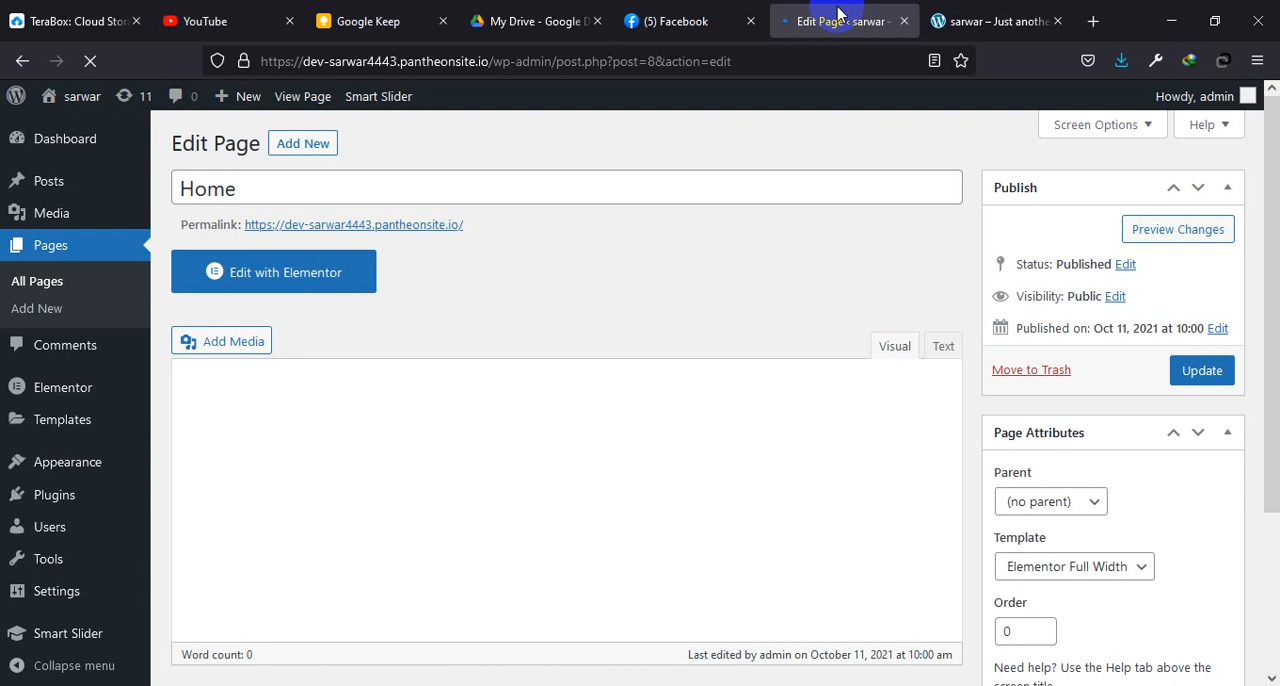 TeraBox: Cloud Stor
YouTube
Google Keep
My Drive - Google D
(5) Facebook
Edit Page ‹ sarwar —
sarwar – Just anothe
https://dev-sarwar4443.pantheonsite.io/wp-admin/post.php?post=8&action=edit
sarwar
11
0
New
View Page
Smart Slider
Howdy, admin
Dashboard
Posts
Media
Pages
All Pages
Add New
Comments
Elementor
Templates
Appearance
Plugins
Users
Tools
Settings
Smart Slider
Collapse menu
Screen Options
Help
Edit Page
Add New
Home
Permalink: https://dev-sarwar4443.pantheonsite.io/
Edit with Elementor
Add Media
Visual
Text
Word count: 0
Last edited by admin on October 11, 2021 at 10:00 am
Publish
Preview Changes
Status: Published Edit
Visibility: Public Edit
Published on: Oct 11, 2021 at 10:00 Edit
Move to Trash
Update
Page Attributes
Parent
(no parent)
Template
Elementor Full Width
Order
0
Need help? Use the Help tab above the
screen title.